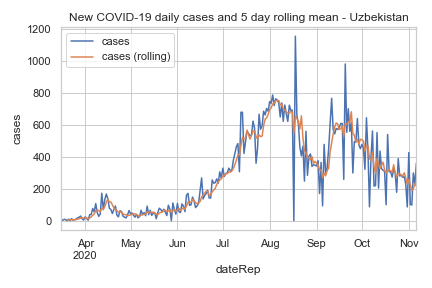 New COVID-19 daily cases and 5 day rolling mean - Uzbekistan
cases
cases (rolling)
1200
1000
800
600
400
200
0
cases
Apr
2020
May
Jun
Jul
Aug
Sep
Oct
Nov
dateRep